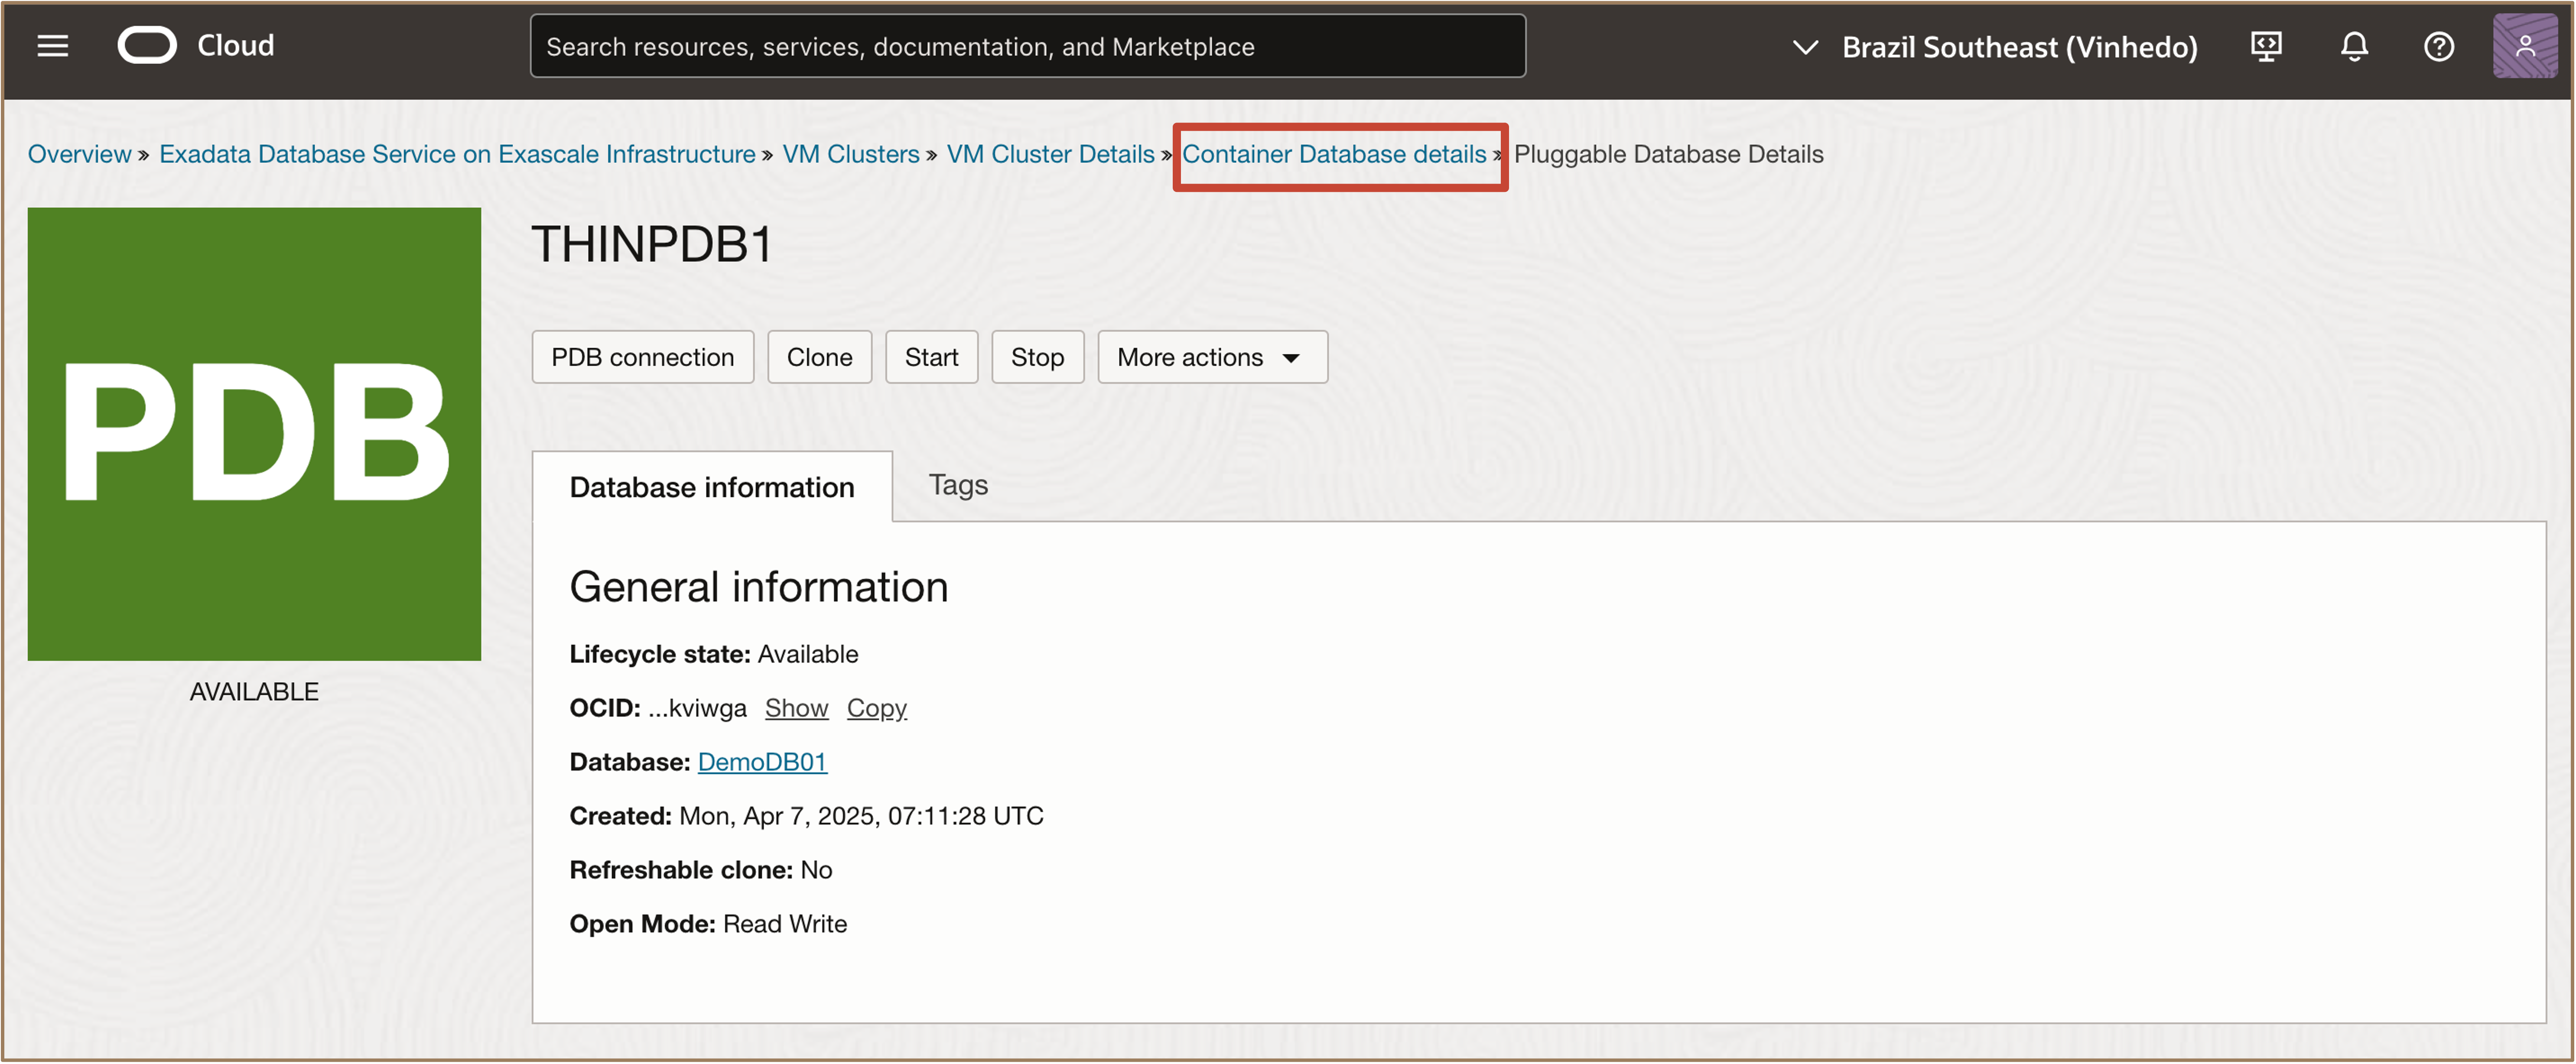 Cloud
Search resources, services, documentation, and Marketplace
Brazil Southeast (Vinhedo)
Overview » Exadata Database Service on Exascale Infrastructure » VM Clusters » VM Cluster Details » Container Database details » Pluggable Database Details
PDB
AVAILABLE
THINPDB1
PDB connection Clone Start Stop More actions
Database information Tags
General information
Lifecycle state: Available
OCID: ...kviwga Show Copy
Database: DemoDB01
Created: Mon, Apr 7, 2025, 07:11:28 UTC
Refreshable clone: No
Open Mode: Read Write